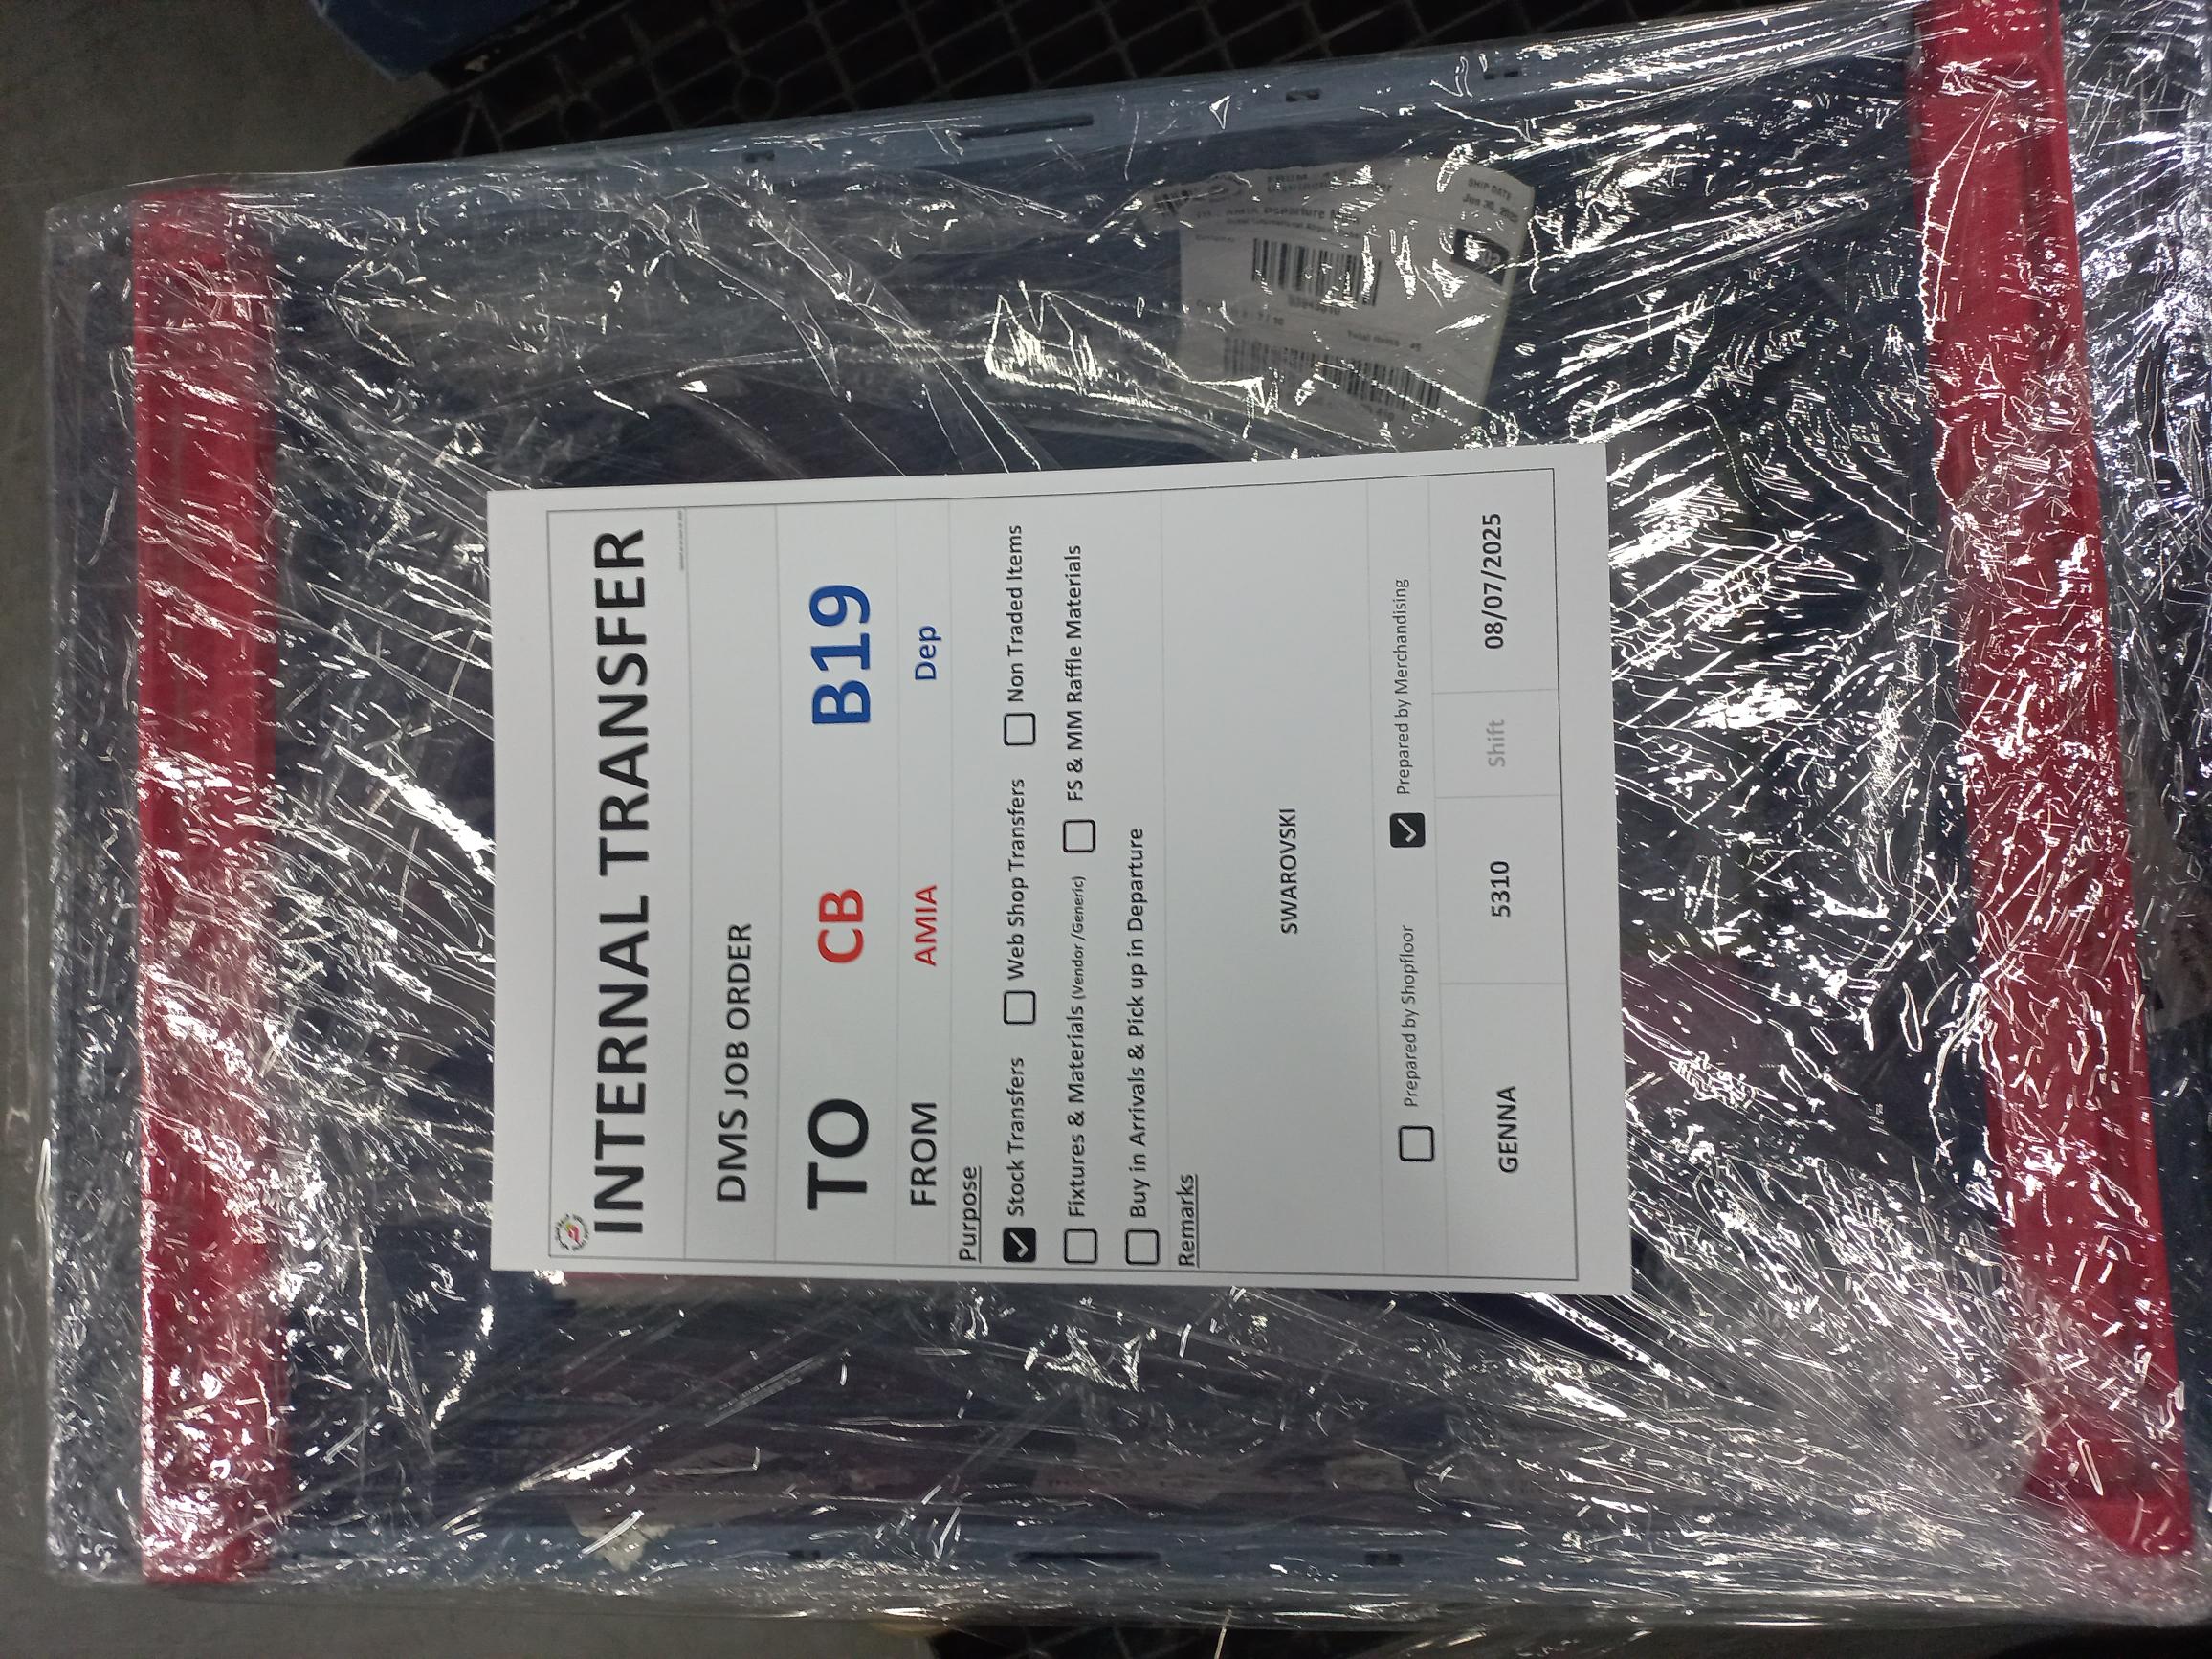 INTERNAL TRANSFER
DMS JOB ORDER
TO CB B19
FROM AMIA Dep
Purpose
Stock Transfers Web Shop Transfers Non Traded Items
Fixtures & Materials (Vendor /Generic) FS & MM Raffle Materials
Buy in Arrivals & Pick up in Departure
Remarks
SWAROVSKI
Prepared by Shopfloor Prepared by Merchandising
GENNA 5310 Shift 08/07/2025
SHIP DATE